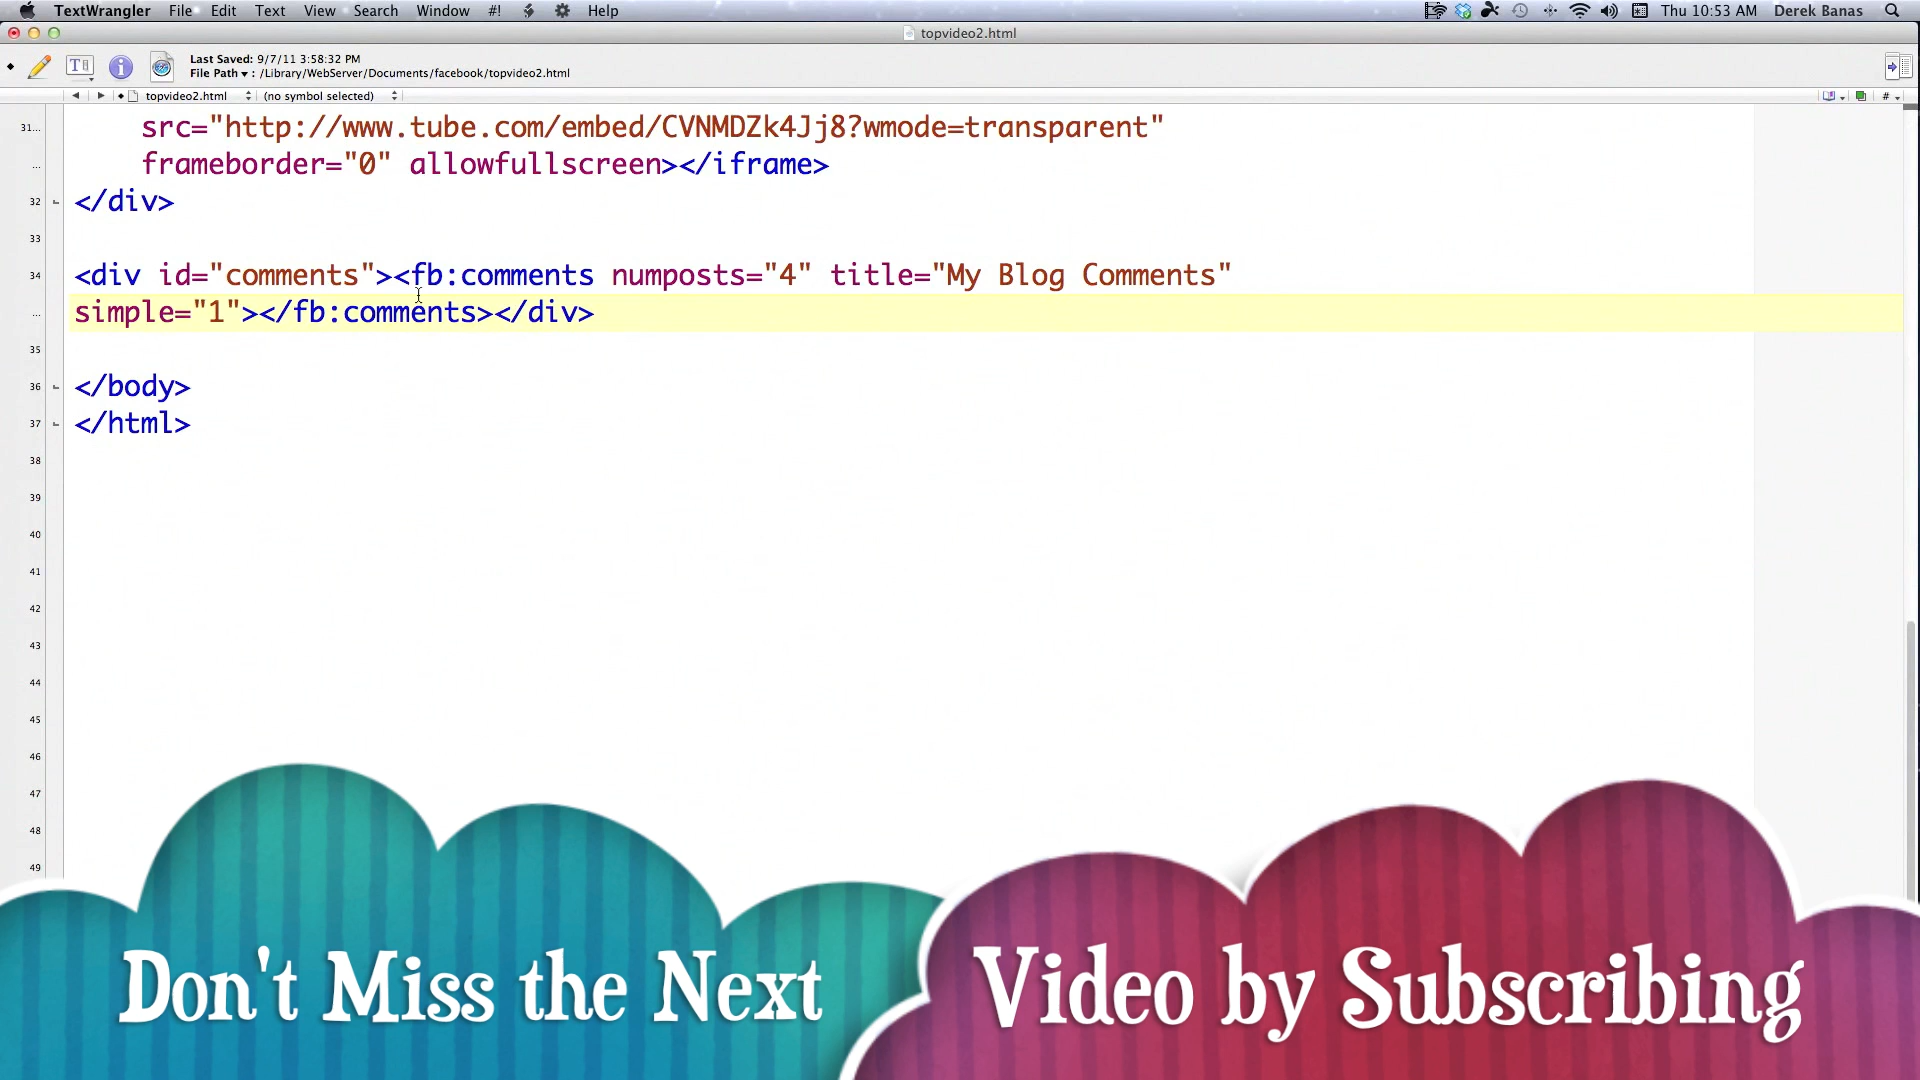 TextWrangler File Edit Text View Search Window #! Help Thu 10:53 AM Derek Banas
topvideo2.html
Last Saved: 9/7/11 3:58:32 PM
File Path ▾ : /Library/WebServer/Documents/facebook/topvideo2.html
topvideo2.html (no symbol selected) #
31... src="http://www.tube.com/embed/CVNMDZk4Jj8?wmode=transparent"
... frameborder="0" allowfullscreen></iframe>
32 </div>
33
34 <div id="comments"><fb:comments numposts="4" title="My Blog Comments"
... simple="1"></fb:comments></div>
35
36 </body>
37 </html>
38
39
40
41
42
43
44
45
46
47
48
49
Don't Miss the Next Video by Subscribing